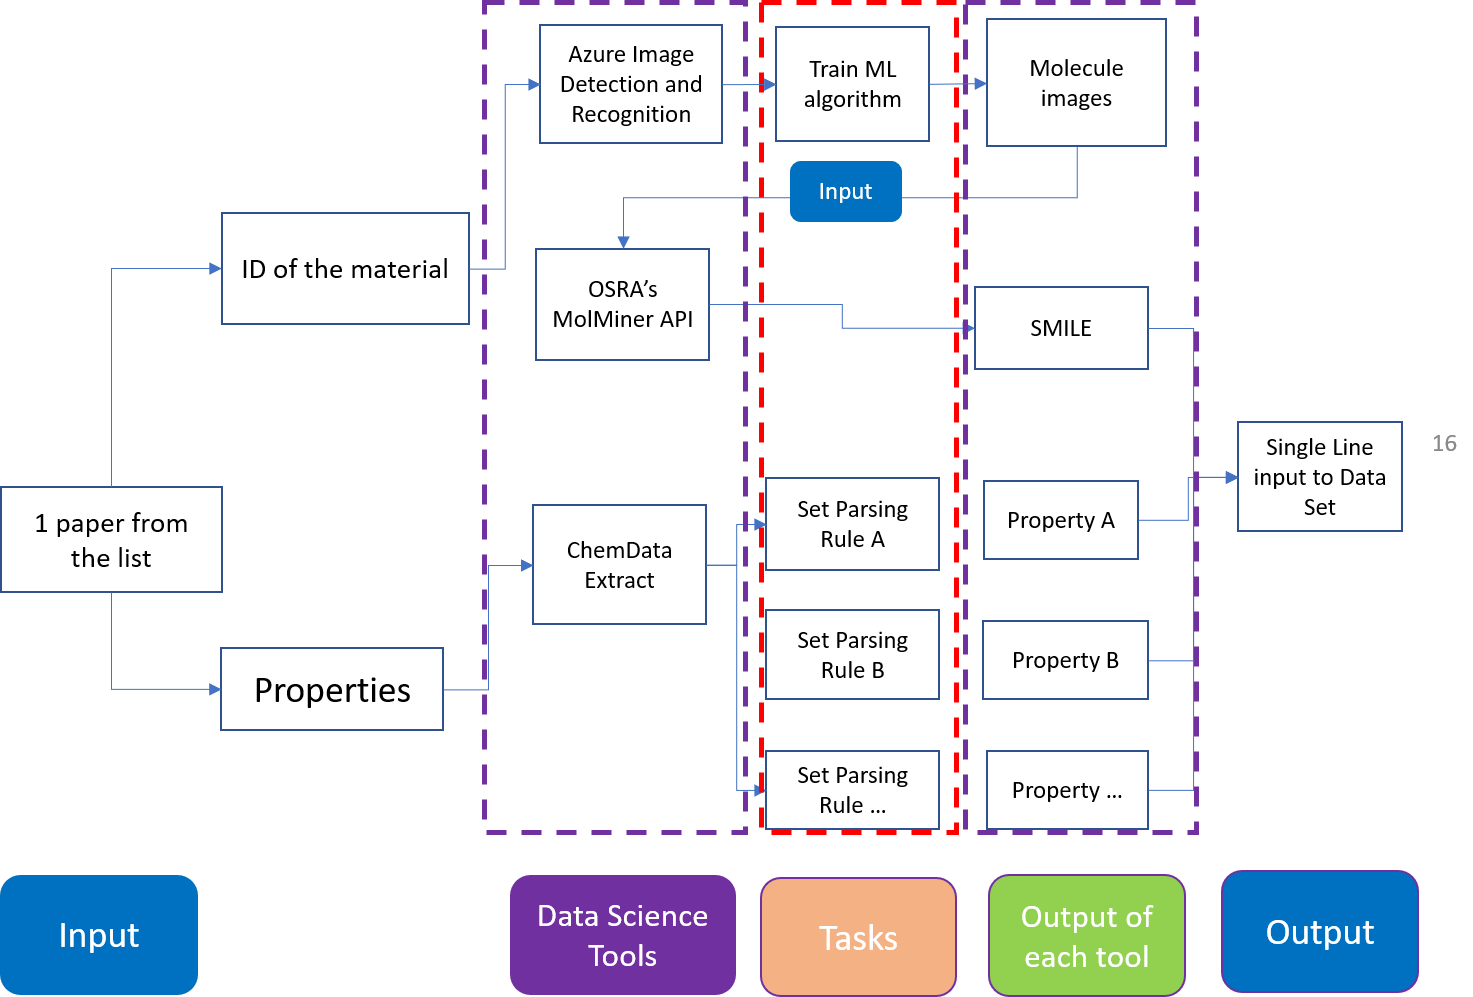 Azure Image
Detection and
Recognition
Train ML
algorithm
Molecule
images
Input
ID of the material
OSRA’s
MolMiner API
SMILE
1 paper from
the list
ChemData
Extract
Set Parsing
Rule A
Property A
Single Line
input to Data
Set
16
Set Parsing
Rule B
Property B
Properties
Set Parsing
Rule ...
Property ...
Input
Data Science
Tools
Tasks
Output of
each tool
Output